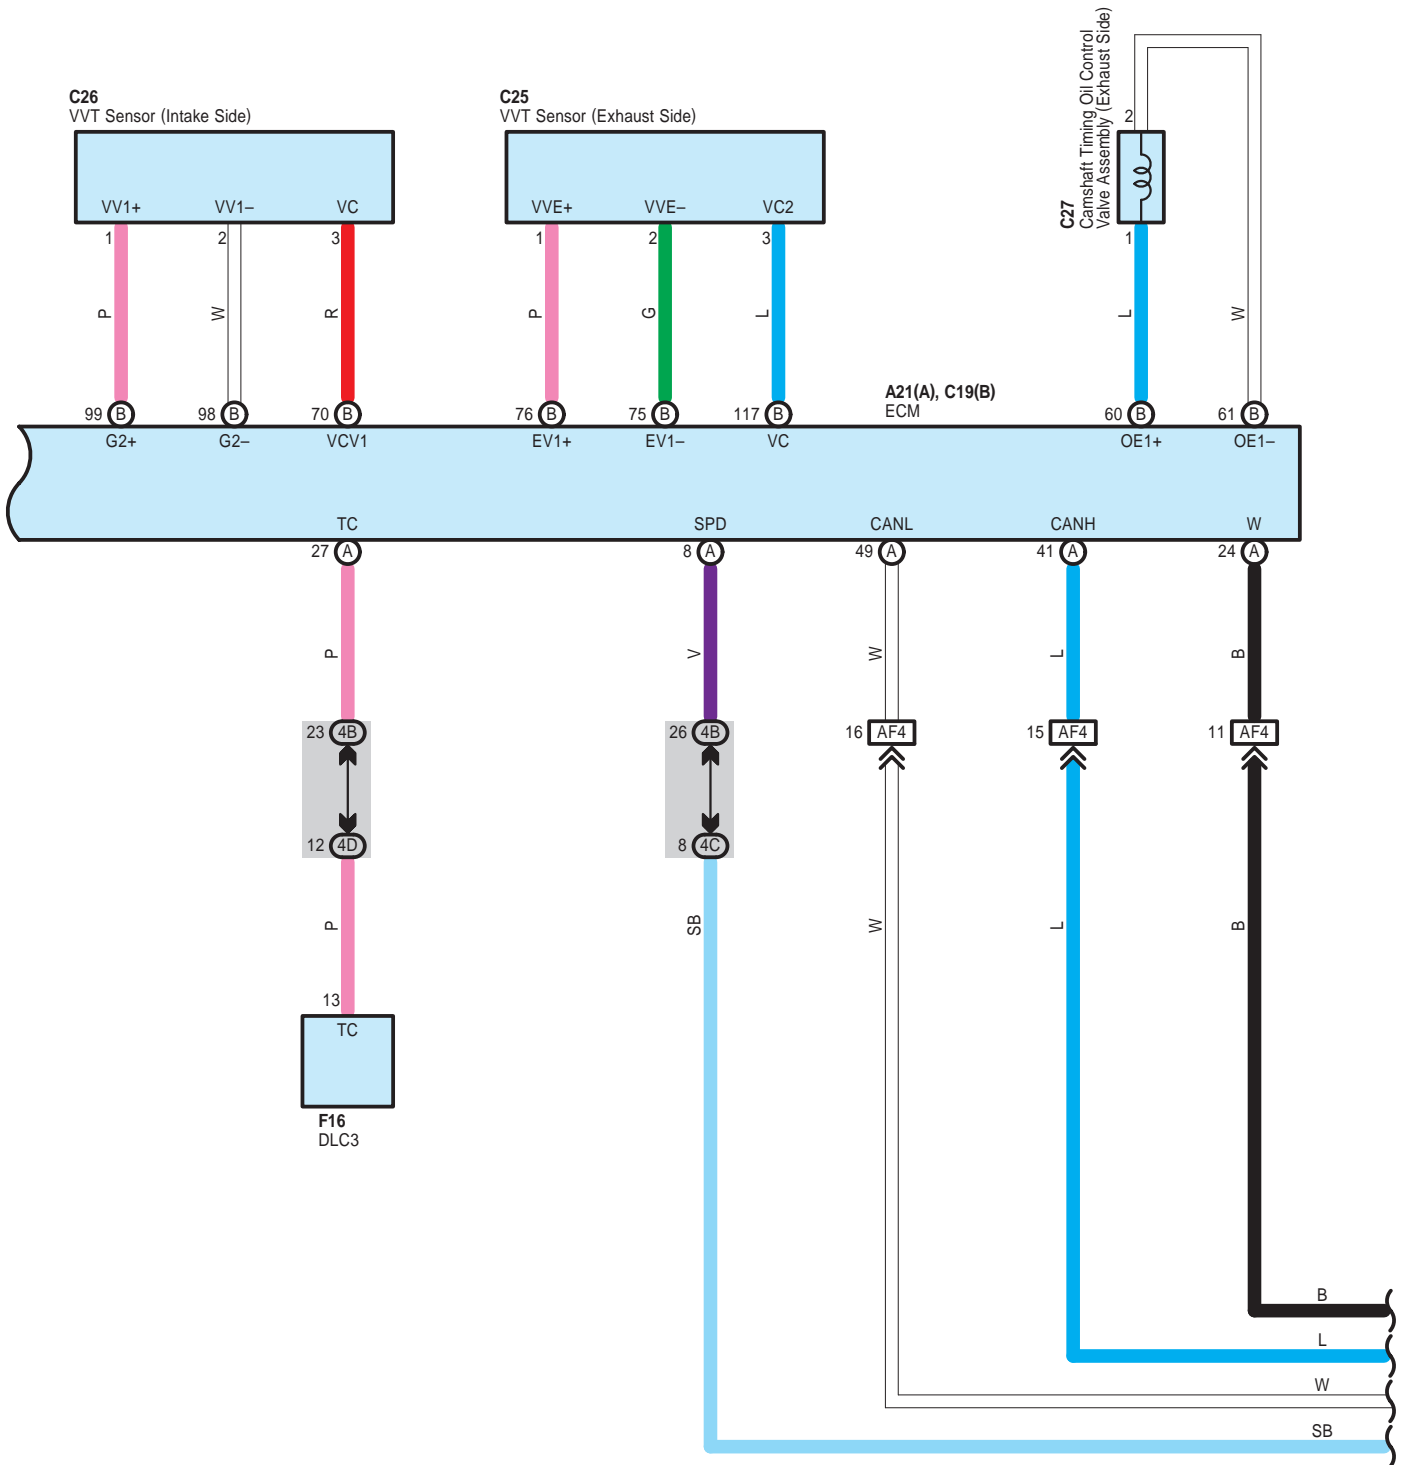 C26
VVT Sensor (Intake Side)
C25
VVT Sensor (Exhaust Side)
C27
Camshaft Timing Oil Control
Valve Assembly (Exhaust Side)
2
VV1+ VV1– VC
VVE+ VVE– VC2
1 2 3
1 2 3
1
P W R
P G L
L W
A21(A), C19(B)
ECM
99 B 98 B 70 B 76 B 75 B 117 B 60 B 61 B
G2+ G2– VCV1 EV1+ EV1– VC OE1+ OE1–
TC SPD CANL CANH W
27 A 8 A 49 A 41 A 24 A
P V W L B
23 4B 26 4B 16 AF4 15 AF4 11 AF4
12 4D 8 4C
P SB W L B
13
TC
F16
DLC3
B
L
W
SB